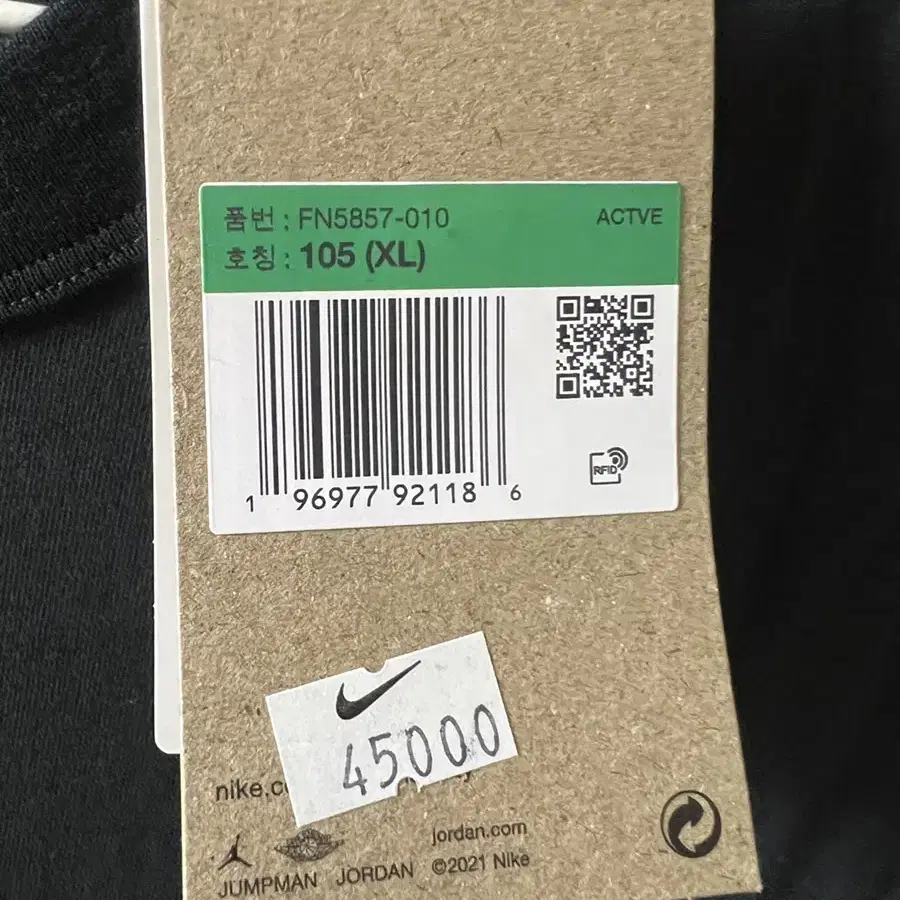 품번 : FN5857-010
ACTVE
호칭 : 105 (XL)
1 96977 92118 6
RFID
45000
nike.c
jordan.com
JUMPMAN JORDAN ©2021 Nike